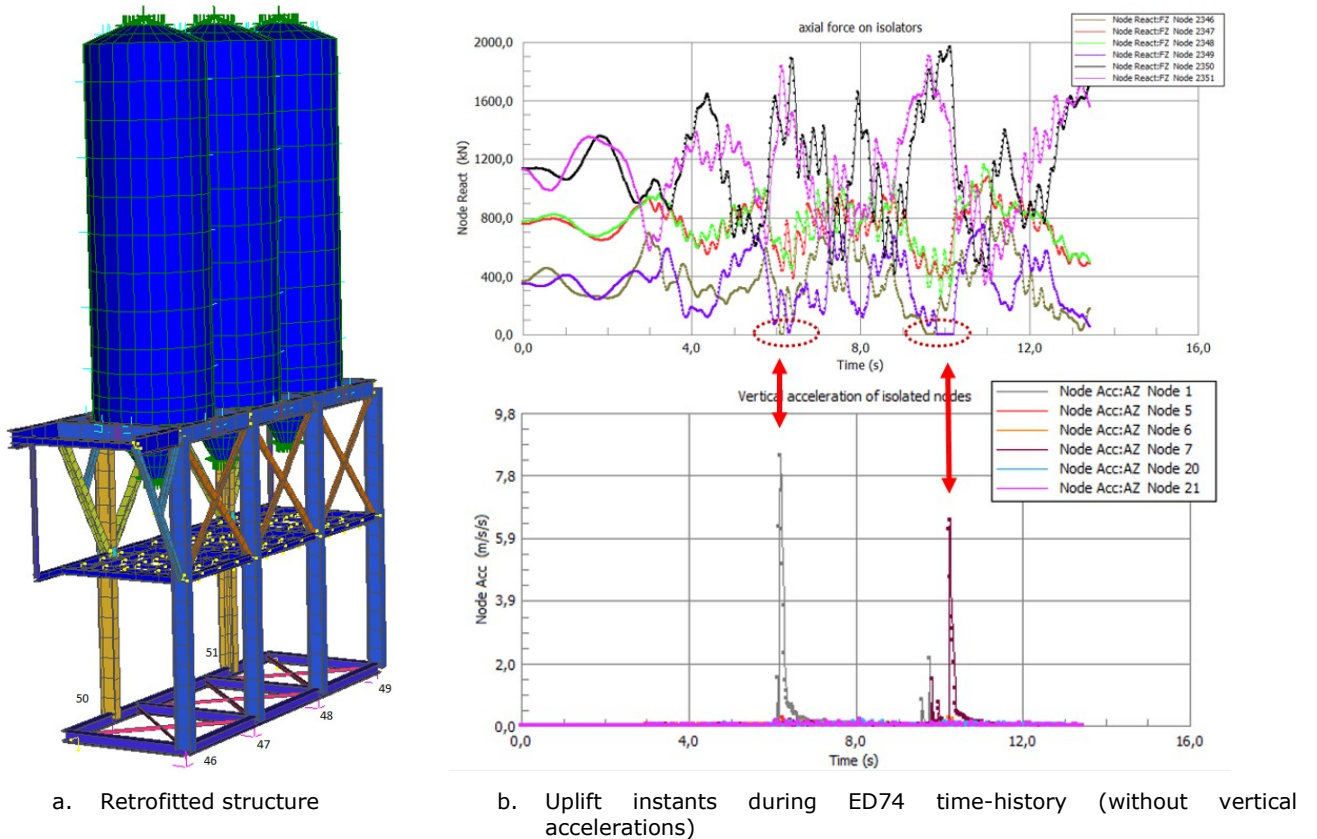 axial force on isolators
Node React:FZ Node 2346
Node React:FZ Node 2347
Node React:FZ Node 2348
Node React:FZ Node 2349
Node React:FZ Node 2350
Node React:FZ Node 2351
Node React (kN)
2000,0
1600,0
1200,0
800,0
400,0
0,0
0,0 4,0 8,0 12,0 16,0
Time (s)
Vertical acceleration of isolated nodes
Node Acc:AZ Node 1
Node Acc:AZ Node 5
Node Acc:AZ Node 6
Node Acc:AZ Node 7
Node Acc:AZ Node 20
Node Acc:AZ Node 21
Node Acc (m/s/s)
9,8
7,8
5,9
3,9
2,0
0,0
0,0 4,0 8,0 12,0 16,0
Time (s)
50
51
49
48
47
46
a. Retrofitted structure
b. Uplift instants during ED74 time-history (without vertical
accelerations)